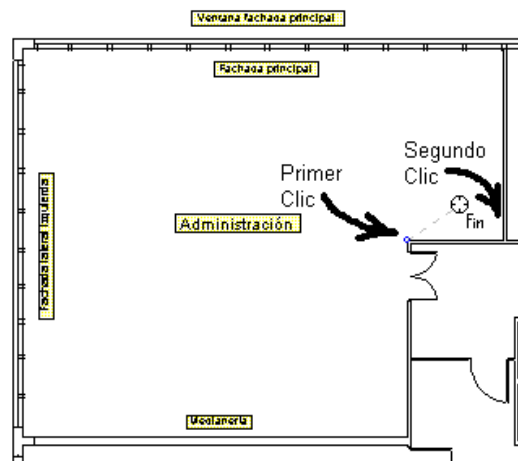 Ventana fachada principal
Fachada principal
Segundo
Clic
Primer
Clic
Fin
Administración
Fachada lateral izquierda
Medianería